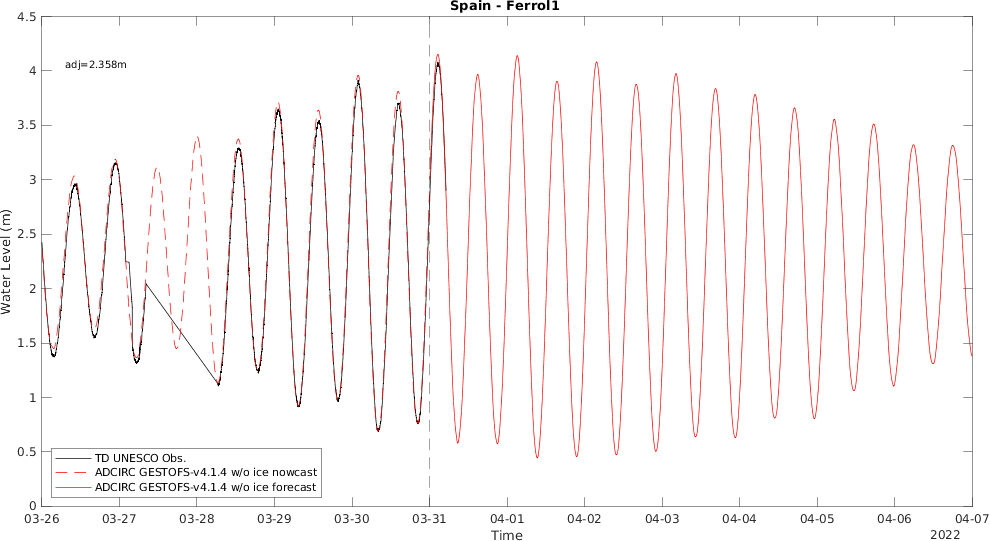 Spain - Ferrol1
4.5
adj=2.358m
4
3.5
3
2.5
2
1.5
1
0.5
0
Water Level (m)
TD UNESCO Obs.
ADCIRC GESTOFS-v4.1.4 w/o ice nowcast
ADCIRC GESTOFS-v4.1.4 w/o ice forecast
03-26 03-27 03-28 03-29 03-30 03-31 04-01 04-02 04-03 04-04 04-05 04-06 04-07
Time
2022